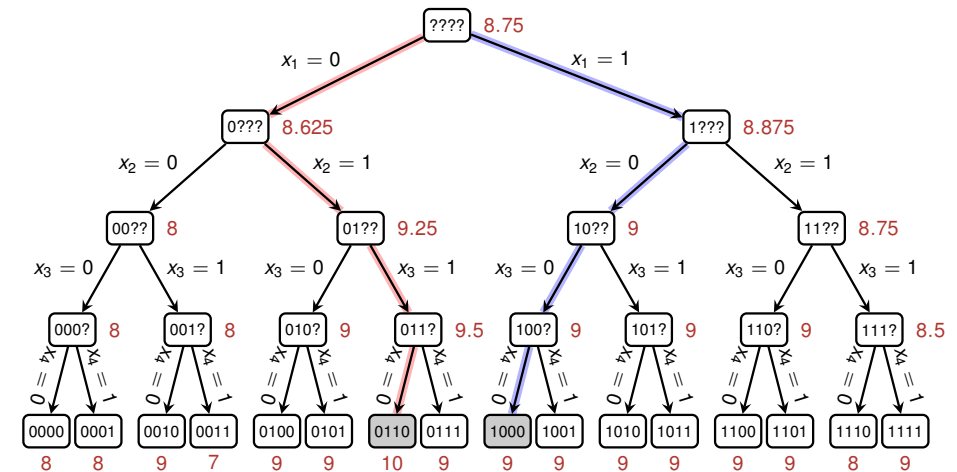 ???? 8.75
x₁ = 0 x₁ = 1
0??? 8.625 1??? 8.875
x₂ = 0 x₂ = 1 x₂ = 0 x₂ = 1
00?? 8 01?? 9.25 10?? 9 11?? 8.75
x₃ = 0 x₃ = 1 x₃ = 0 x₃ = 1 x₃ = 0 x₃ = 1 x₃ = 0 x₃ = 1
000? 8 001? 8 010? 9 011? 9.5 100? 9 101? 9 110? 9 111? 8.5
x₄ = 0 x₄ = 1 x₄ = 0 x₄ = 1 x₄ = 0 x₄ = 1 x₄ = 0 x₄ = 1 x₄ = 0 x₄ = 1 x₄ = 0 x₄ = 1 x₄ = 0 x₄ = 1 x₄ = 0 x₄ = 1
0000 0001 0010 0011 0100 0101 0110 0111 1000 1001 1010 1011 1100 1101 1110 1111
8 8 9 7 9 9 10 9 9 9 9 9 9 9 8 9